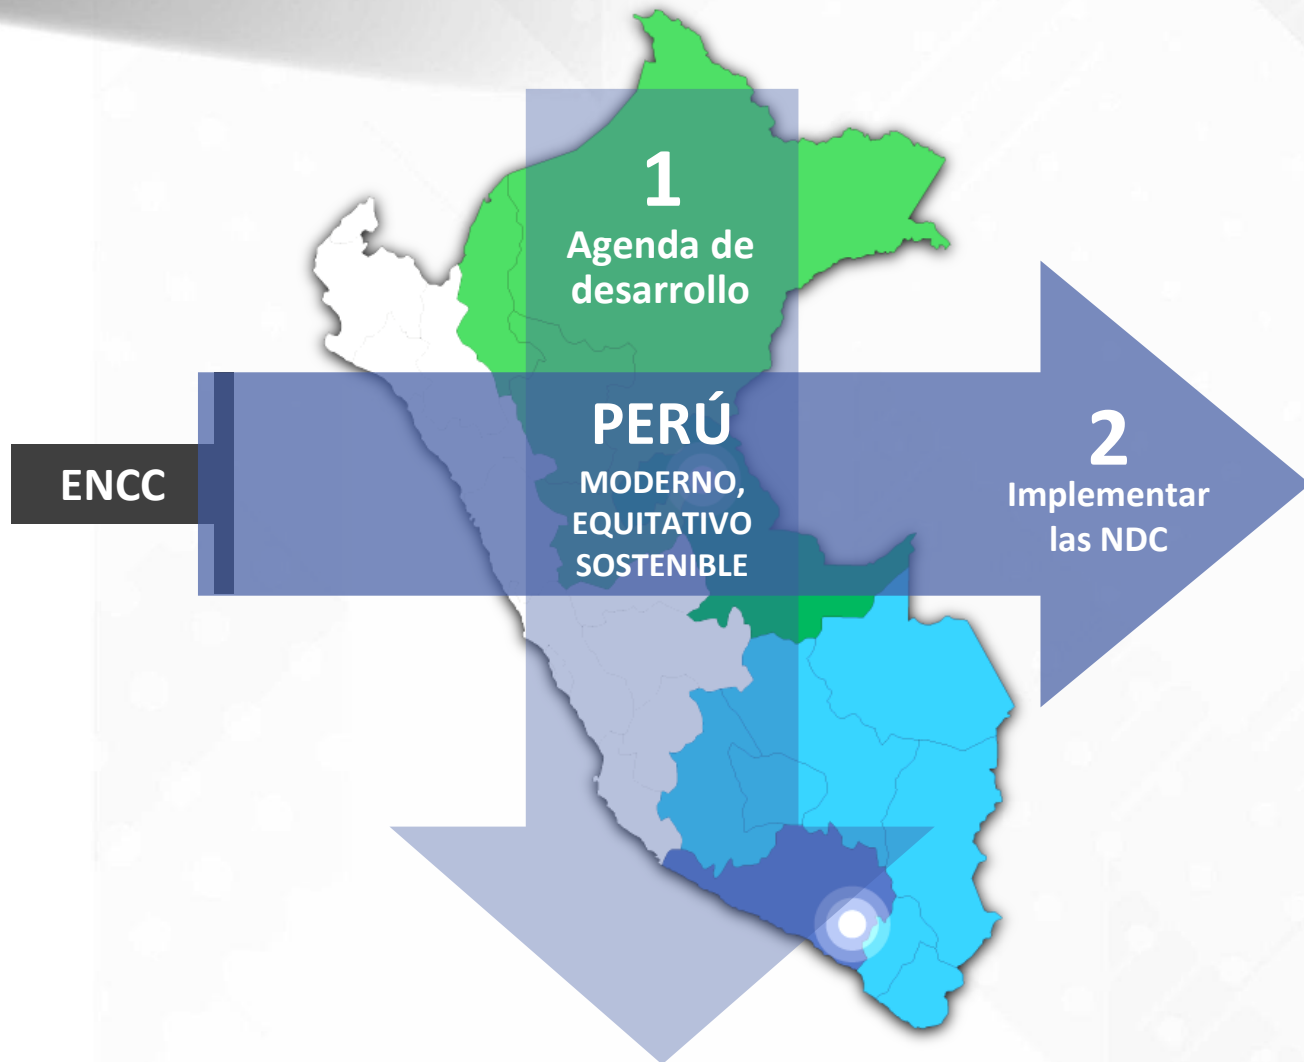 1
Agenda de
desarrollo
ENCC
PERÚ
MODERNO,
EQUITATIVO
SOSTENIBLE
2
Implementar
las NDC